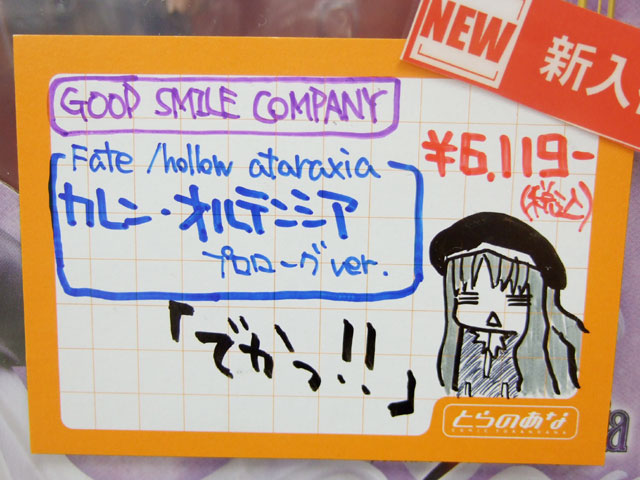 NEW
新入
GOOD SMILE COMPANY
Fate/hollow ataraxia
カレン・オルテンシア
プロローグver.
¥6,119-
(税込)
「でかっ!!」
とらのあな
COMIC TORANOANA